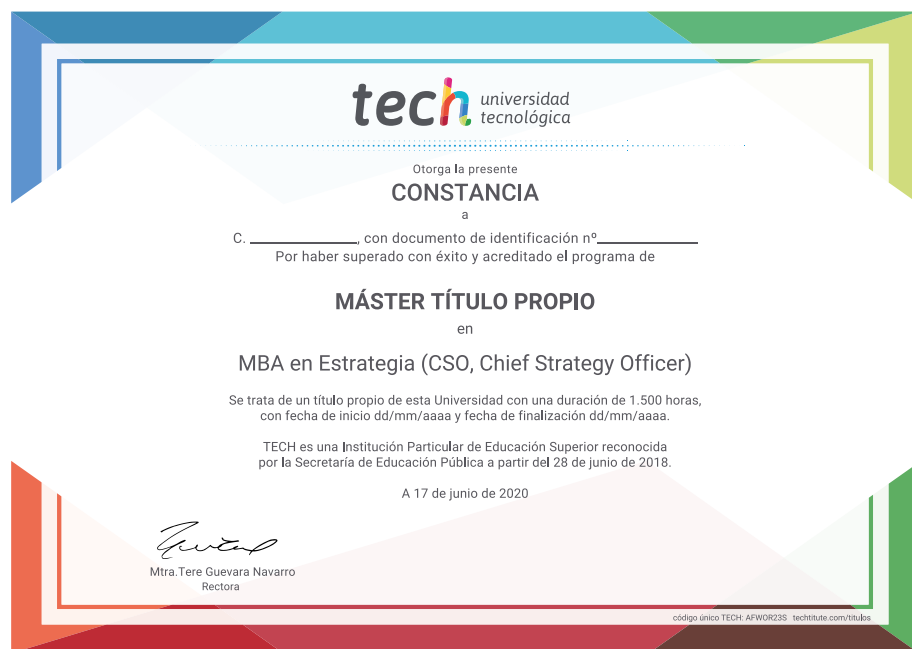 tech universidad
tecnológica
Otorga la presente
CONSTANCIA
a
C. ____________, con documento de identificación nº____________
Por haber superado con éxito y acreditado el programa de
MÁSTER TÍTULO PROPIO
en
MBA en Estrategia (CSO, Chief Strategy Officer)
Se trata de un título propio de esta Universidad con una duración de 1.500 horas,
con fecha de inicio dd/mm/aaaa y fecha de finalización dd/mm/aaaa.
TECH es una Institución Particular de Educación Superior reconocida
por la Secretaría de Educación Pública a partir del 28 de junio de 2018.
A 17 de junio de 2020
Mtra.Tere Guevara Navarro
Rectora
código único TECH: AFWOR23S techtitute.com/titulos